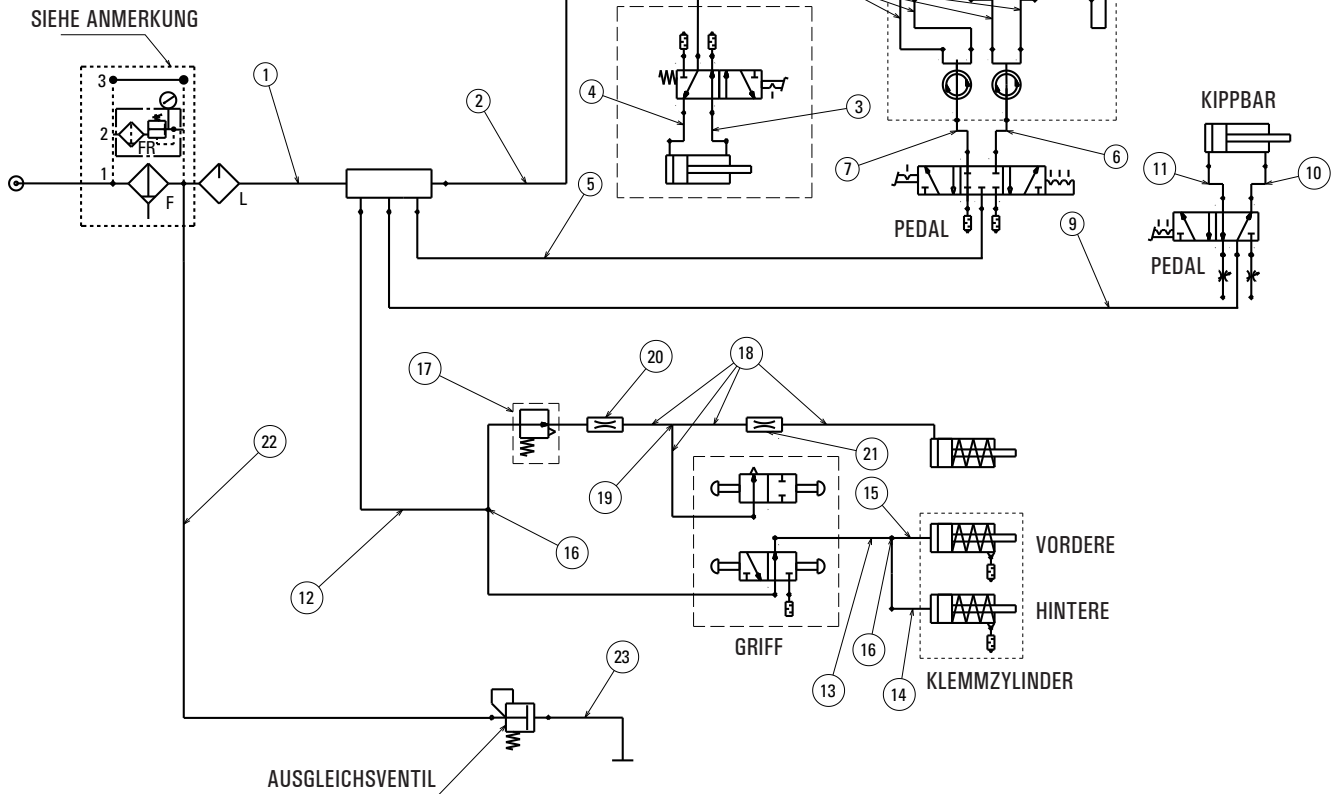 SIEHE ANMERKUNG
3
2
FR
1
F
L
1
2
4
3
5
7
6
PEDAL
KIPPBAR
11
10
9
PEDAL
17
20
18
22
19
21
15
16
12
GRIFF
13
16
14
VORDERE
HINTERE
KLEMMZYLINDER
23
AUSGLEICHSVENTIL